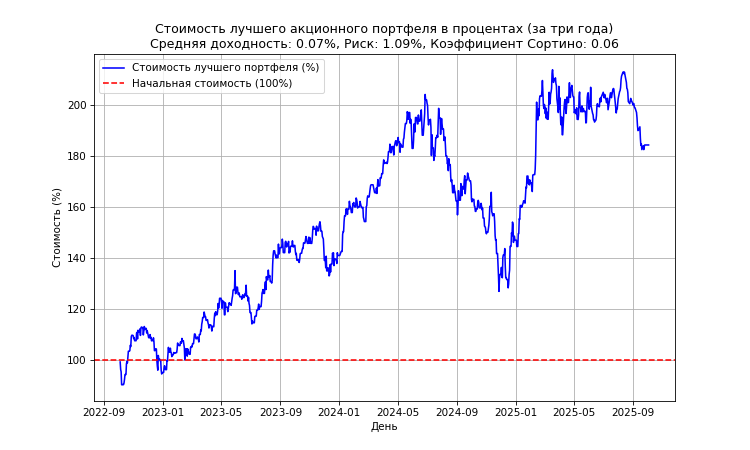 Стоимость лучшего акционного портфеля в процентах (за три года)
Средняя доходность: 0.07%, Риск: 1.09%, Коэффициент Сортино: 0.06
Стоимость лучшего портфеля (%)
Начальная стоимость (100%)
Стоимость (%)
200
180
160
140
120
100
2022-09 2023-01 2023-05 2023-09 2024-01 2024-05 2024-09 2025-01 2025-05 2025-09
День